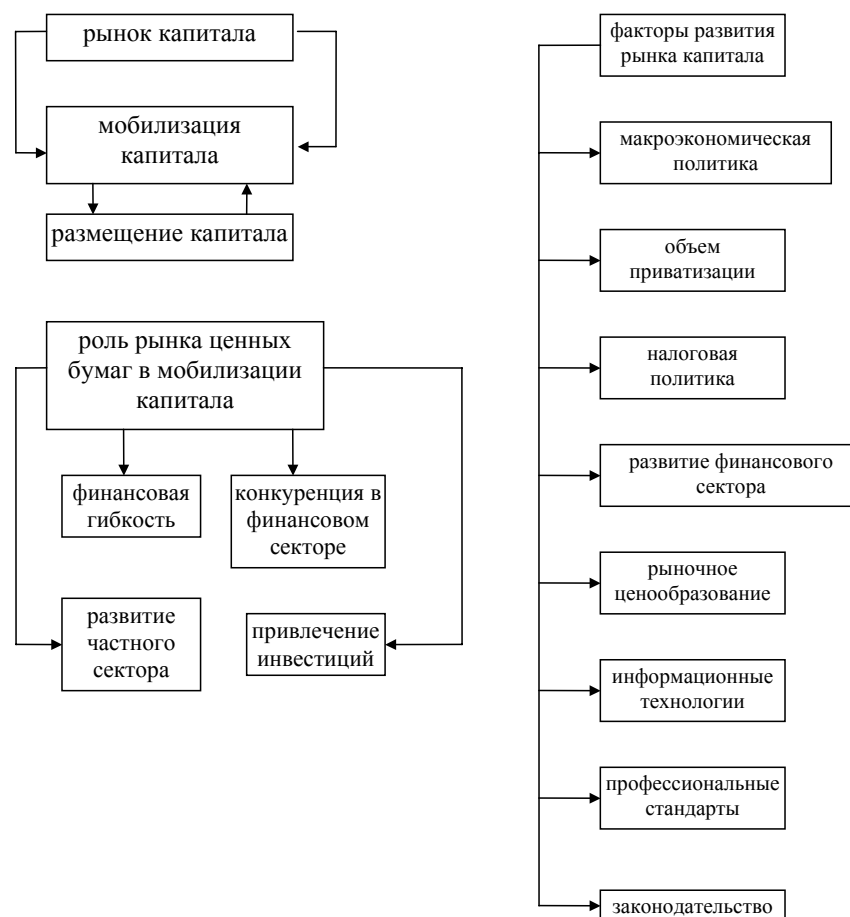 рынок капитала
мобилизация
капитала
размещение капитала
роль рынка ценных
бумаг в мобилизации
капитала
финансовая
гибкость
конкуренция в
финансовом
секторе
развитие
частного
сектора
привлечение
инвестиций
факторы развития
рынка капитала
макроэкономическая
политика
объем
приватизации
налоговая
политика
развитие финансового
сектора
рыночное
ценообразование
информационные
технологии
профессиональные
стандарты
законодательство